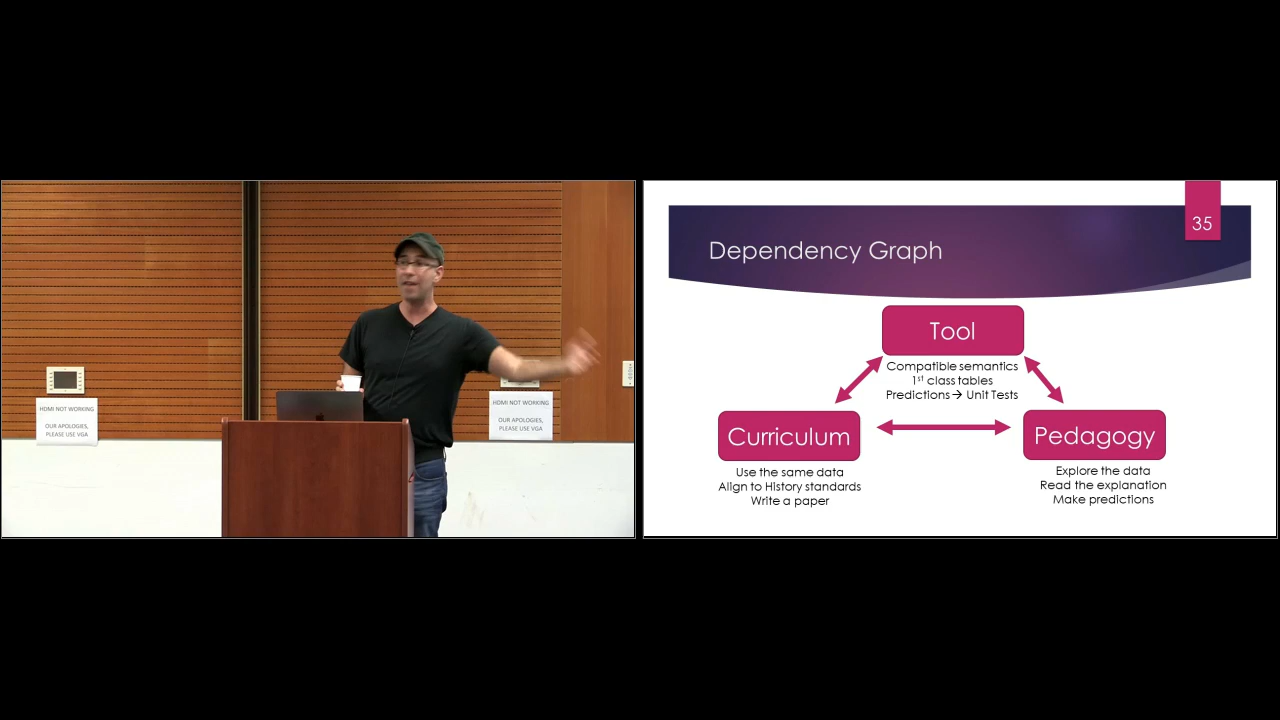 HDMI NOT WORKING
OUR APOLOGIES,
PLEASE USE VGA
HDMI NOT WORKING
OUR APOLOGIES,
PLEASE USE VGA
35
Dependency Graph
Tool
Compatible semantics
1st class tables
Predictions → Unit Tests
Curriculum
Use the same data
Align to History standards
Write a paper
Pedagogy
Explore the data
Read the explanation
Make predictions